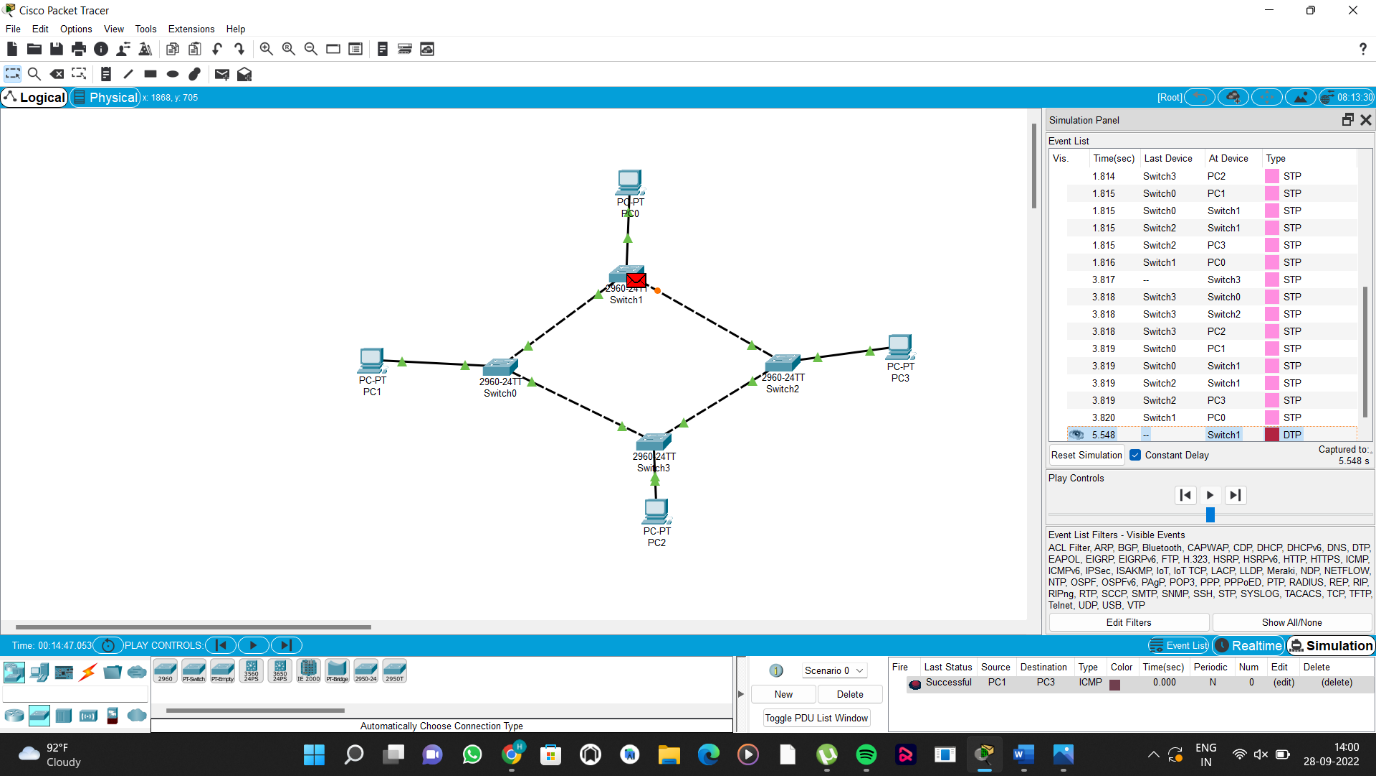 Cisco Packet Tracer
File Edit Options View Tools Extensions Help
?
Logical Physical x: 1868, y: 705 [Root] 08:13:30
PC-PT
PC0
2960-24TT
Switch1
PC-PT
PC1
2960-24TT
Switch0
2960-24TT
Switch2
PC-PT
PC3
2960-24TT
Switch3
PC-PT
PC2
Simulation Panel
Event List
Vis. Time(sec) Last Device At Device Type
1.814 Switch3 PC2 STP
1.815 Switch0 PC1 STP
1.815 Switch0 Switch1 STP
1.815 Switch2 Switch1 STP
1.815 Switch2 PC3 STP
1.816 Switch1 PC0 STP
3.817 -- Switch3 STP
3.818 Switch3 Switch0 STP
3.818 Switch3 Switch2 STP
3.818 Switch3 PC2 STP
3.819 Switch0 PC1 STP
3.819 Switch0 Switch1 STP
3.819 Switch2 Switch1 STP
3.819 Switch2 PC3 STP
3.820 Switch1 PC0 STP
5.548 -- Switch1 DTP
Reset Simulation Constant Delay Captured to:
5.548 s
Play Controls
Event List Filters - Visible Events
ACL Filter, ARP, BGP, Bluetooth, CAPWAP, CDP, DHCP, DHCPv6, DNS, DTP,
EAPOL, EIGRP, EIGRPv6, FTP, H.323, HSRP, HSRPv6, HTTP, HTTPS, ICMP,
ICMPv6, IPSec, ISAKMP, IoT, IoT TCP, LACP, LLDP, Meraki, NDP, NETFLOW,
NTP, OSPF, OSPFv6, PAgP, POP3, PPP, PPPoED, PTP, RADIUS, REP, RIP,
RIPng, RTP, SCCP, SMTP, SNMP, SSH, STP, SYSLOG, TACACS, TCP, TFTP,
Telnet, UDP, USB, VTP
Edit Filters Show All/None
Time: 00:14:47.053 PLAY CONTROLS: Event List Realtime Simulation
2960 PT-Switch PT-Empty 3560 24PS 3650 24PS IE 2000 PT-Bridge 2950-24 2950T
Automatically Choose Connection Type
Scenario 0
New Delete
Toggle PDU List Window
Fire Last Status Source Destination Type Color Time(sec) Periodic Num Edit Delete
Successful PC1 PC3 ICMP 0.000 N 0 (edit) (delete)
92°F
Cloudy
ENG
IN
14:00
28-09-2022